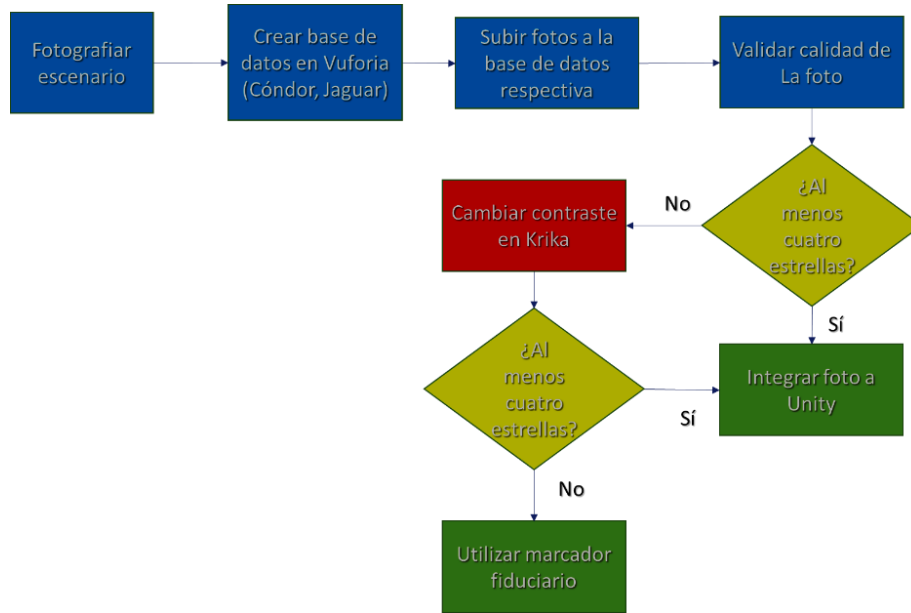 Fotografiar
escenario
Crear base de
datos en Vuforia
(Cóndor, Jaguar)
Subir fotos a la
base de datos
respectiva
Validar calidad de
La foto
¿Al
menos
cuatro
estrellas?
No
Cambiar contraste
en Krika
Sí
Integrar foto a
Unity
¿Al
menos
cuatro
estrellas?
Sí
No
Utilizar marcador
fiduciario